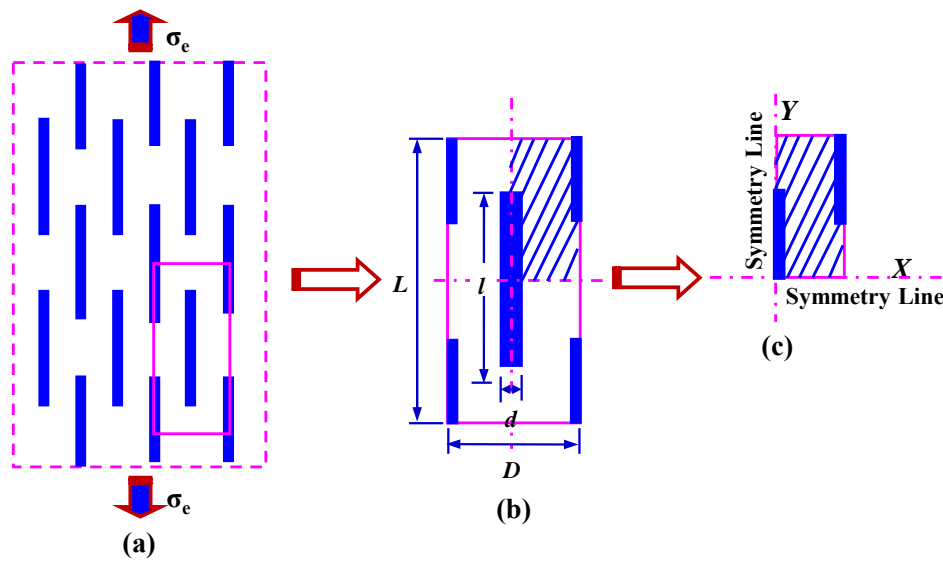 σe
σe
(a)
L
l
d
D
(b)
Symmetry Line
Y
X
Symmetry Line
(c)